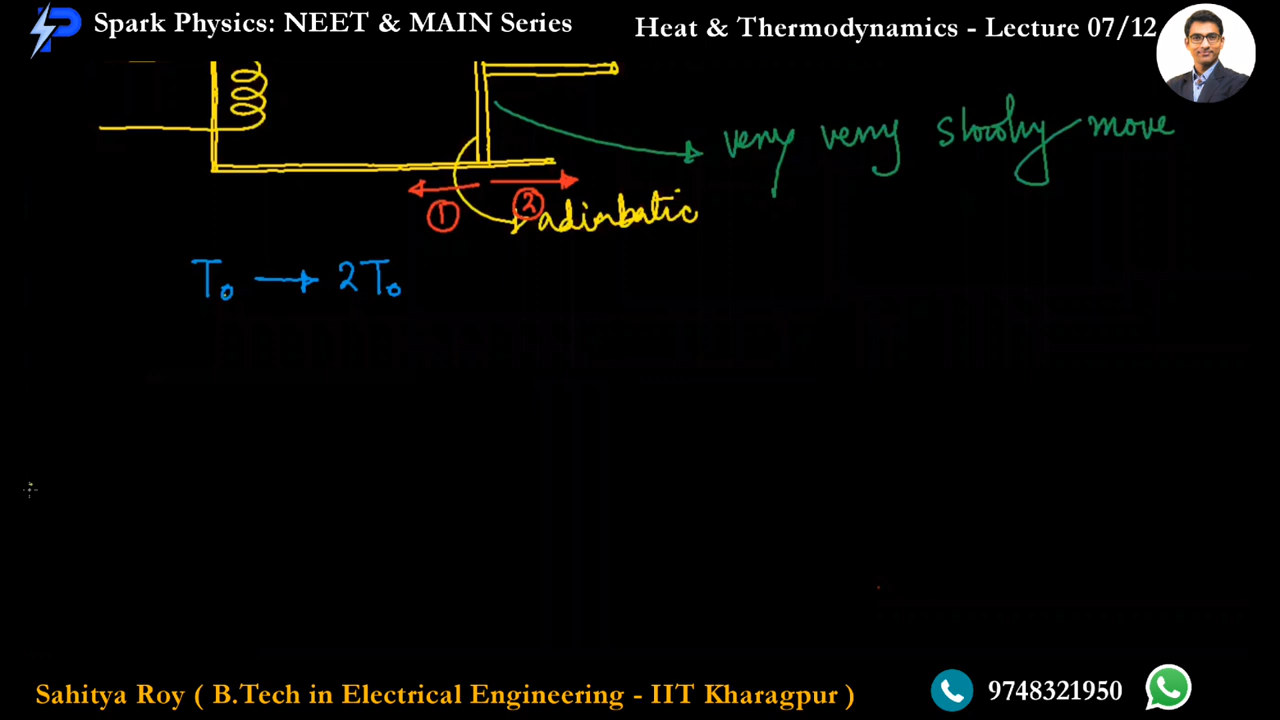 Spark Physics: NEET & MAIN Series
Heat & Thermodynamics - Lecture 07/12
very very slowly move
① ②
adiabatic
T₀ → 2T₀
Sahitya Roy ( B.Tech in Electrical Engineering - IIT Kharagpur )
9748321950